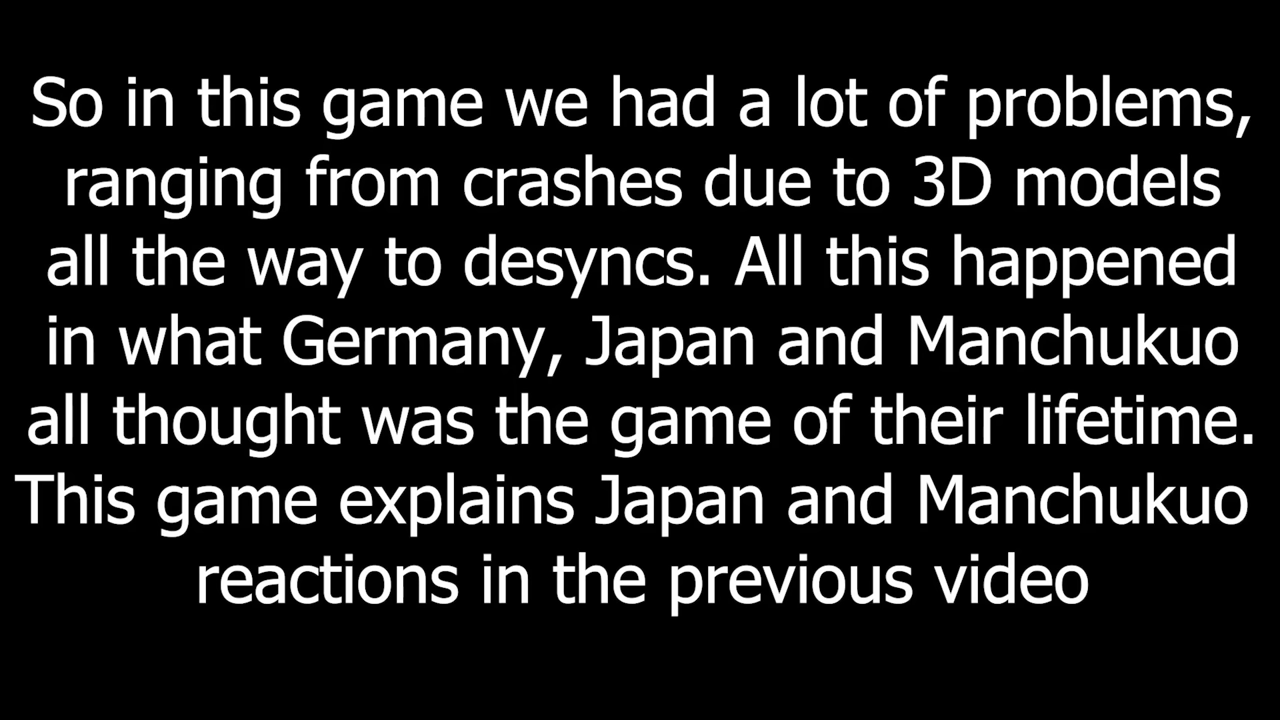 So in this game we had a lot of problems,
ranging from crashes due to 3D models
all the way to desyncs. All this happened
in what Germany, Japan and Manchukuo
all thought was the game of their lifetime.
This game explains Japan and Manchukuo
reactions in the previous video